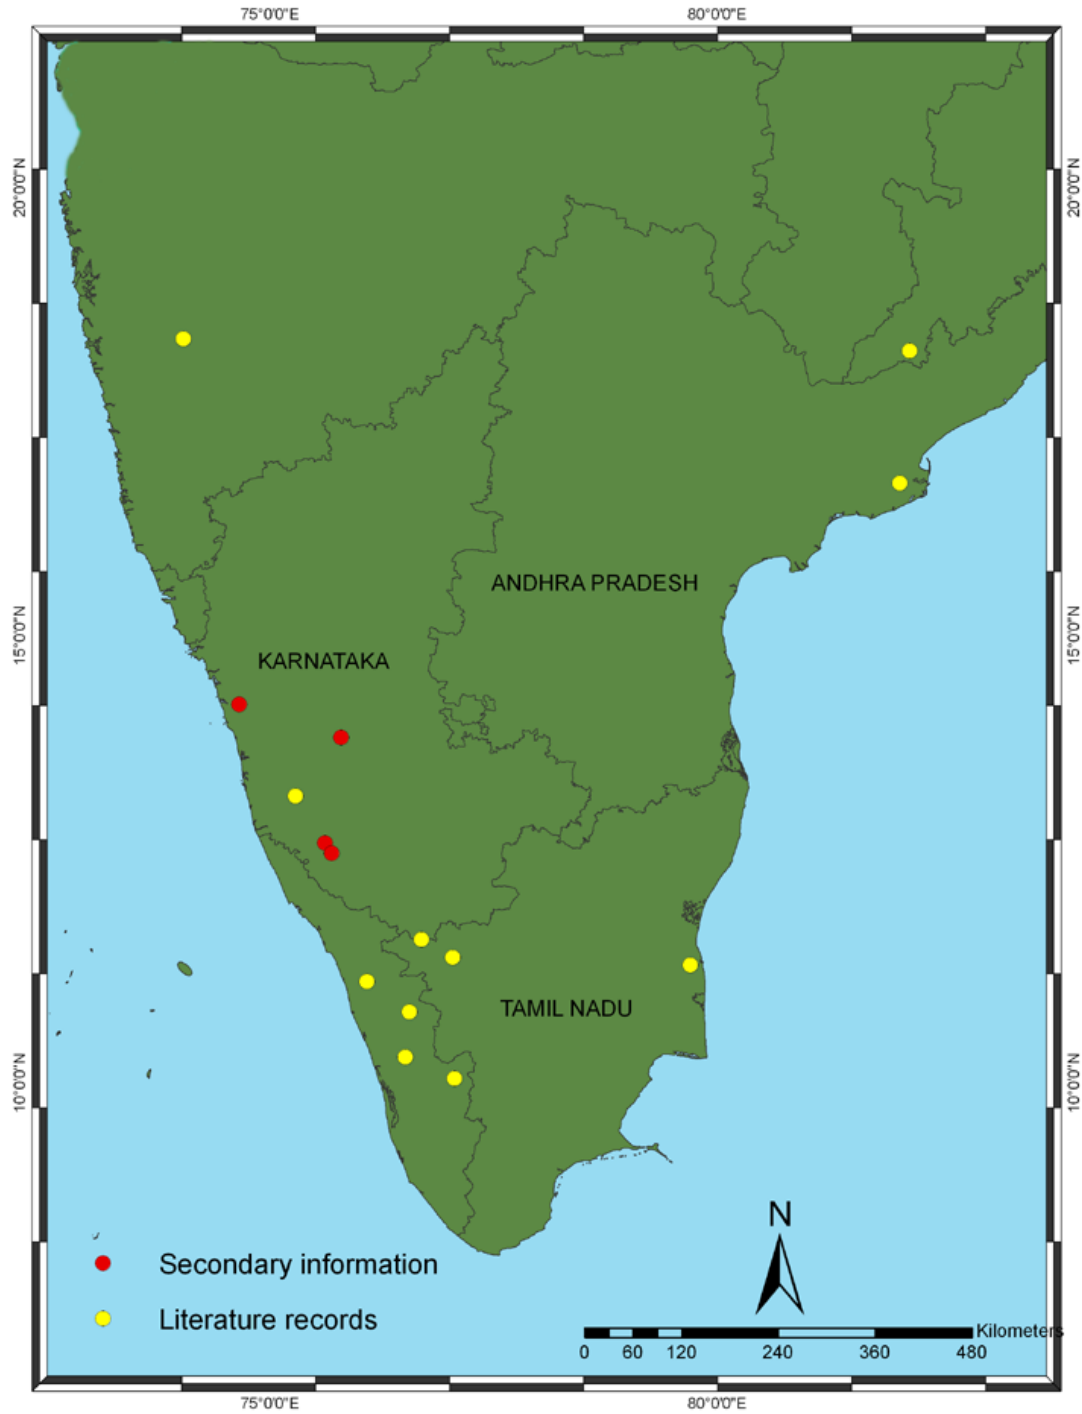 75°0'0"E 80°0'0"E
20°0'0"N 20°0'0"N
ANDHRA PRADESH
15°0'0"N 15°0'0"N
KARNATAKA
TAMIL NADU
10°0'0"N 10°0'0"N
N
Secondary information
Literature records
Kilometers
0 60 120 240 360 480
75°0'0"E 80°0'0"E